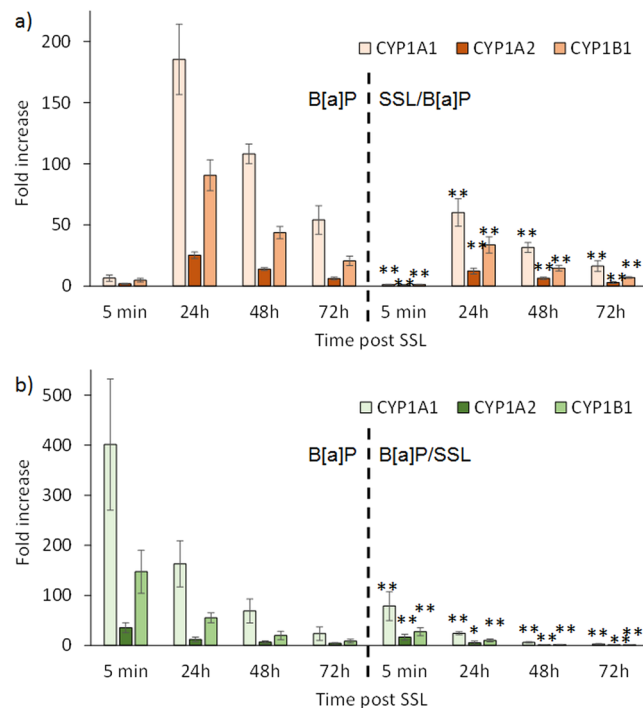 a)
CYP1A1 CYP1A2 CYP1B1
B[a]P SSL/B[a]P
Fold increase
200
150
100
50
0
** ** **
** ** **
** ** **
** ** **
5 min 24h 48h 72h 5 min 24h 48h 72h
Time post SSL
b)
CYP1A1 CYP1A2 CYP1B1
B[a]P B[a]P/SSL
Fold increase
500
400
300
200
100
0
** ** **
** * **
** ** **
** ** **
5 min 24h 48h 72h 5 min 24h 48h 72h
Time post SSL